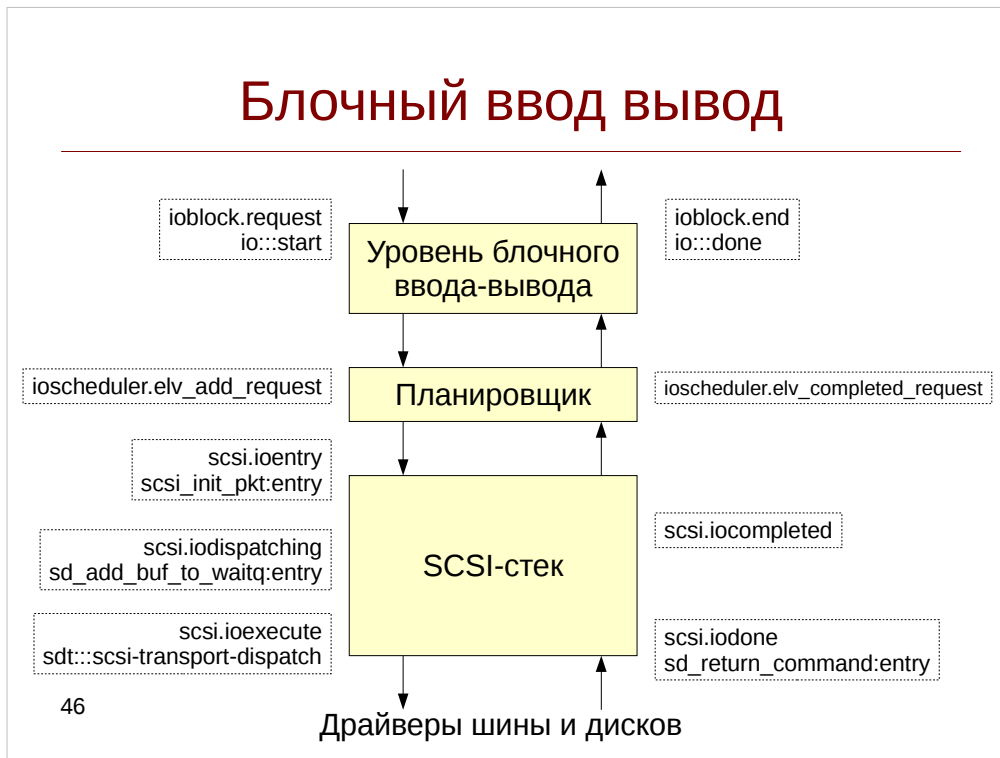 Блочный ввод вывод
ioblock.request
io:::start
Уровень блочного
ввода-вывода
ioblock.end
io:::done
ioscheduler.elv_add_request
Планировщик
ioscheduler.elv_completed_request
scsi.ioentry
scsi_init_pkt:entry
scsi.iodispatching
sd_add_buf_to_waitq:entry
SCSI-стек
scsi.iocompleted
scsi.ioexecute
sdt:::scsi-transport-dispatch
scsi.iodone
sd_return_command:entry
46
Драйверы шины и дисков